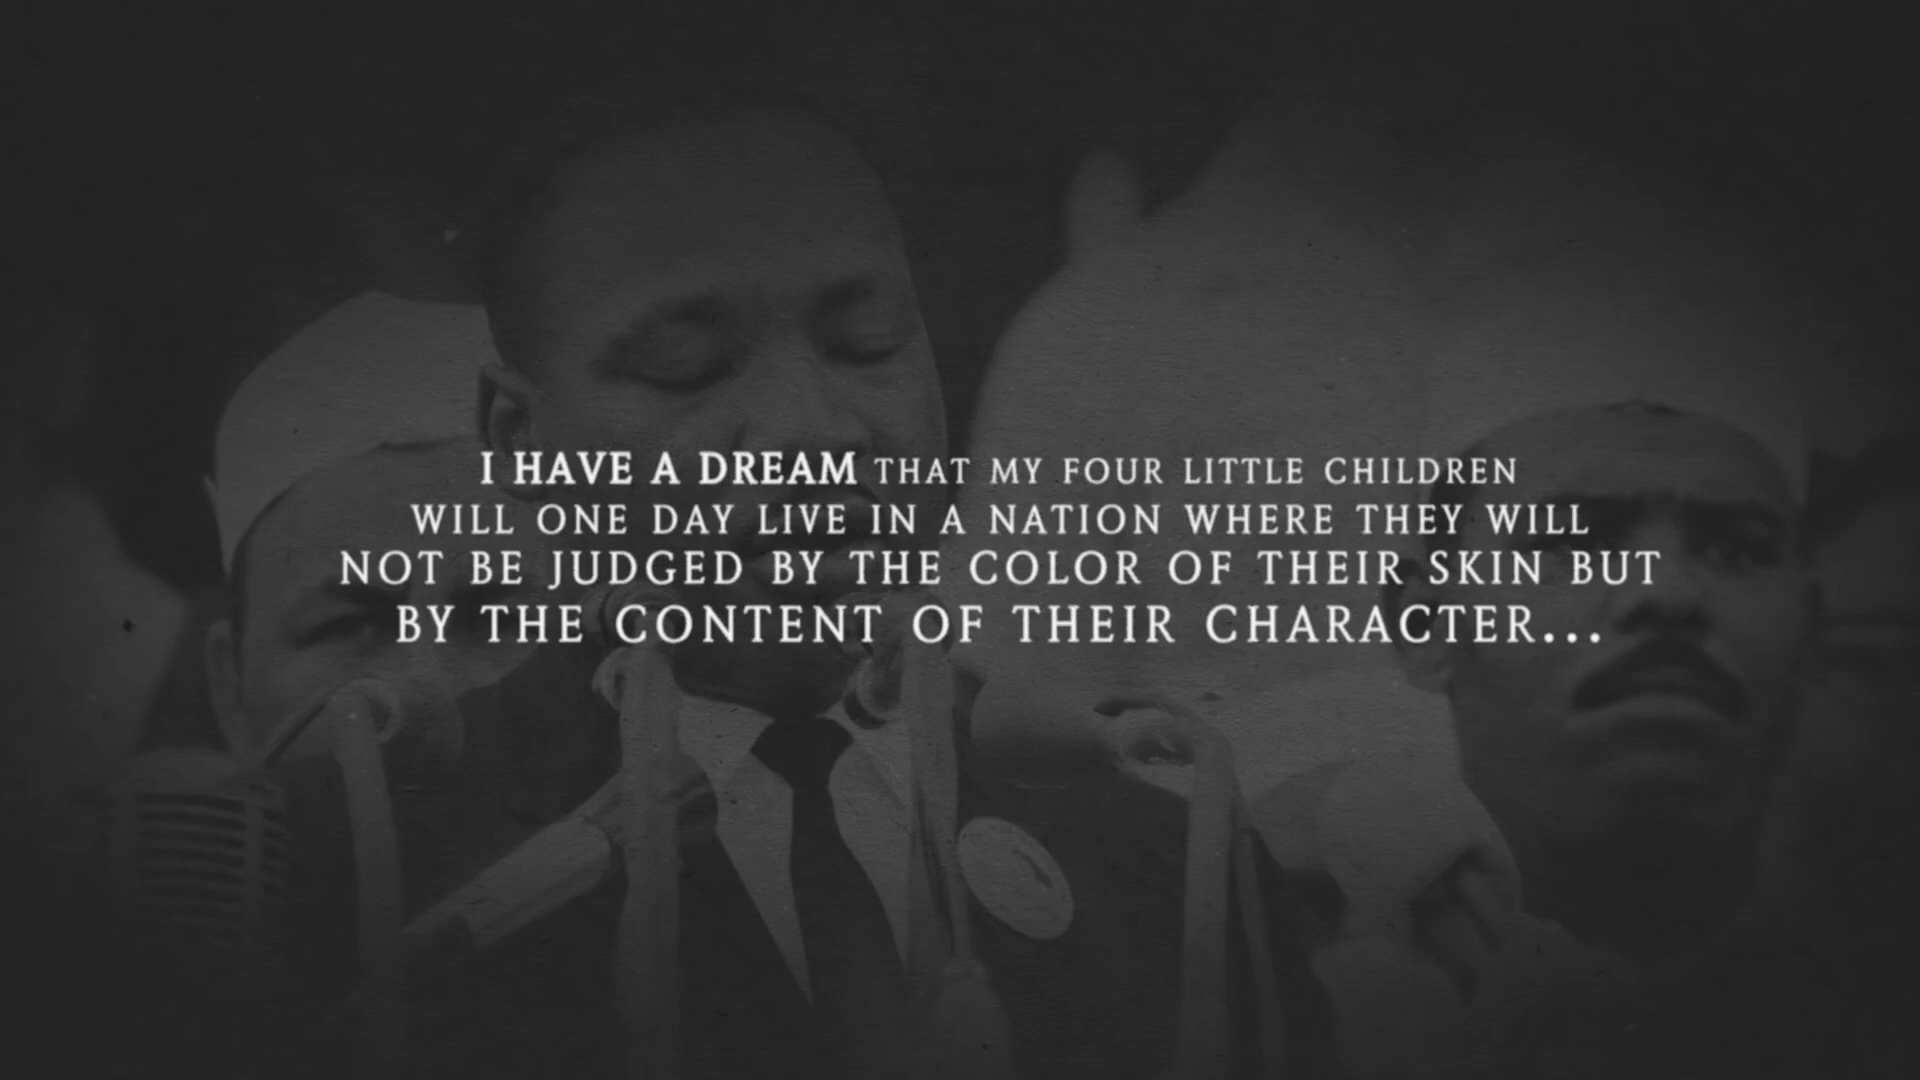 I HAVE A DREAM THAT MY FOUR LITTLE CHILDREN
WILL ONE DAY LIVE IN A NATION WHERE THEY WILL
NOT BE JUDGED BY THE COLOR OF THEIR SKIN BUT
BY THE CONTENT OF THEIR CHARACTER...